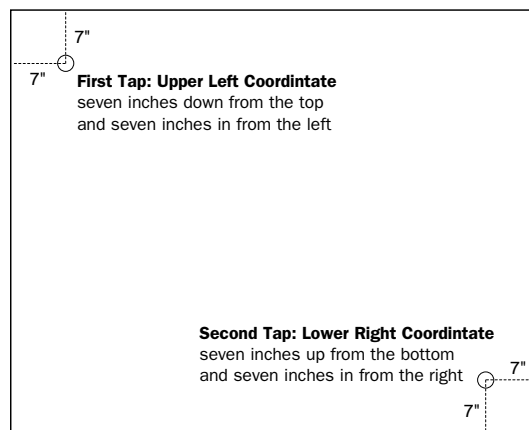 7"
7"
First Tap: Upper Left Coordintate
seven inches down from the top
and seven inches in from the left
Second Tap: Lower Right Coordintate
seven inches up from the bottom
and seven inches in from the right
7"
7"